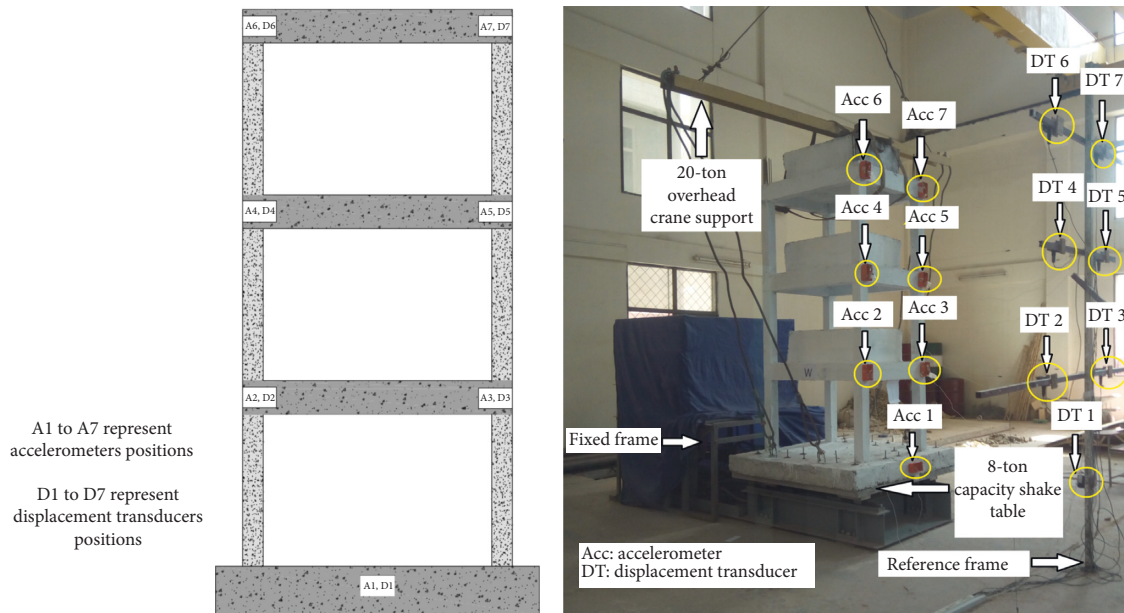 A6, D6
A7, D7
A4, D4
A5, D5
A2, D2
A3, D3
A1, D1
A1 to A7 represent
accelerometers positions
D1 to D7 represent
displacement transducers
positions
DT 6
DT 7
Acc 6
Acc 7
20-ton
overhead
crane support
DT 4
DT 5
Acc 4
Acc 5
Acc 2
Acc 3
DT 2
DT 3
W
Acc 1
DT 1
Fixed frame
8-ton
capacity shake
table
Acc: accelerometer
DT: displacement transducer
Reference frame